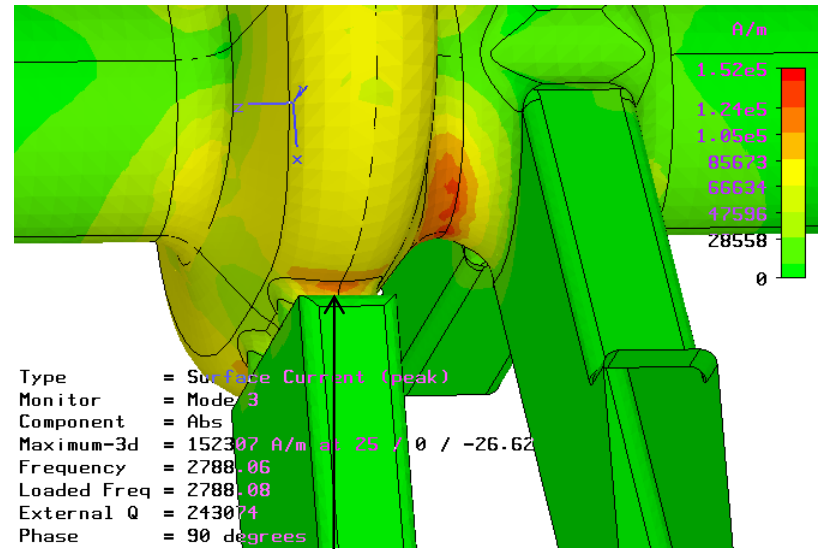 A/m
1.52e5
1.24e5
1.05e5
85673
66634
47596
28558
0
y
z
x
Type = Surface Current (peak)
Monitor = Mode 3
Component = Abs
Maximum-3d = 152307 A/m at 25 / 0 / -26.62
Frequency = 2788.06
Loaded Freq = 2788.08
External Q = 243074
Phase = 90 degrees